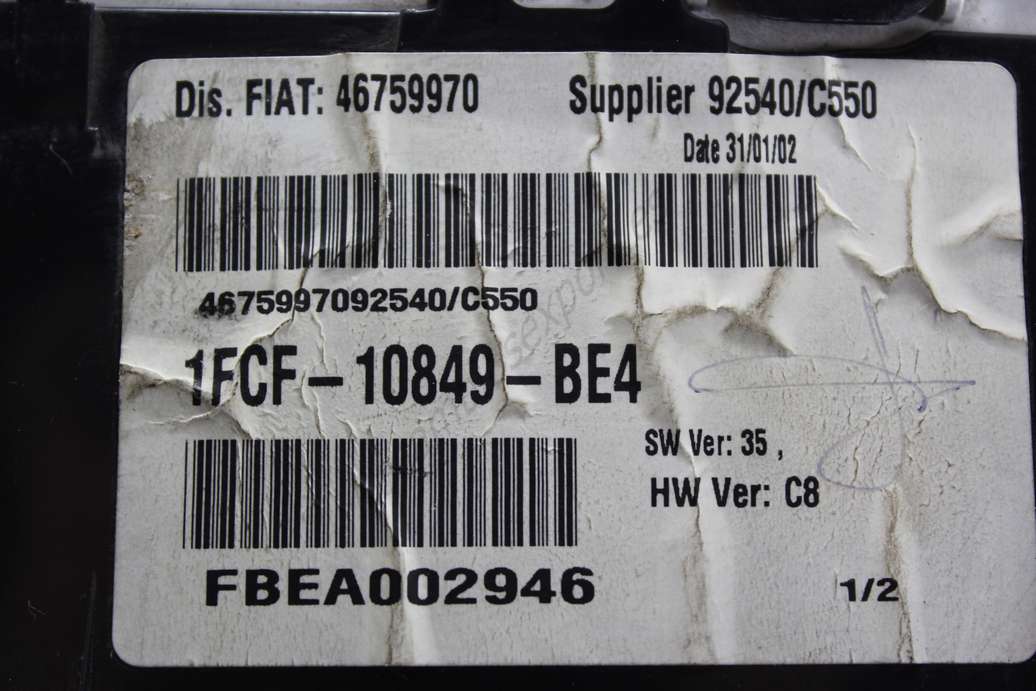 Dis. FIAT: 46759970 Supplier 92540/C550
Date 31/01/02
4675997092540/C550
1FCF-10849-BE4
SW Ver: 35 ,
HW Ver: C8
FBEA002946
1/2